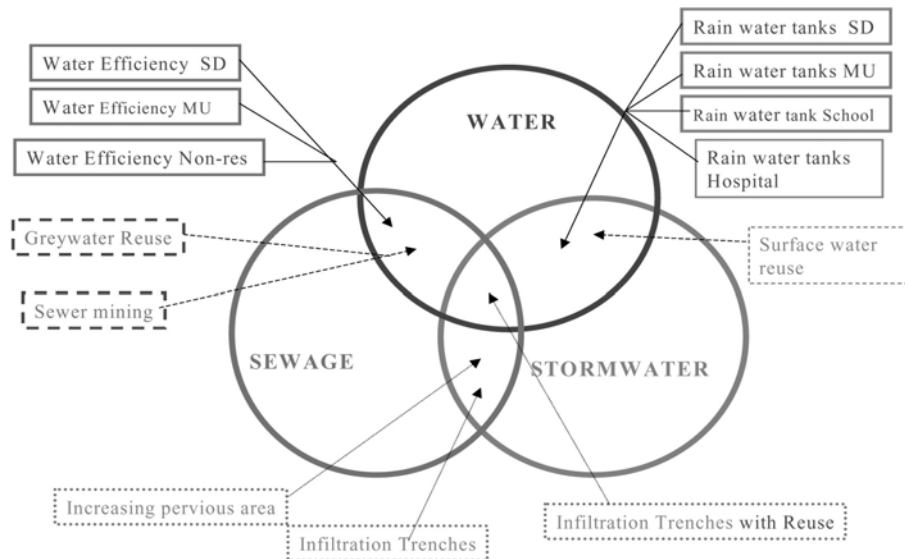 Rain water tanks SD
Water Efficiency SD
Rain water tanks MU
Water Efficiency MU
Rain water tank School
WATER
Water Efficiency Non-res
Rain water tanks
Hospital
Greywater Reuse
Surface water
reuse
Sewer mining
SEWAGE
STORMWATER
Increasing pervious area
Infiltration Trenches with Reuse
Infiltration Trenches